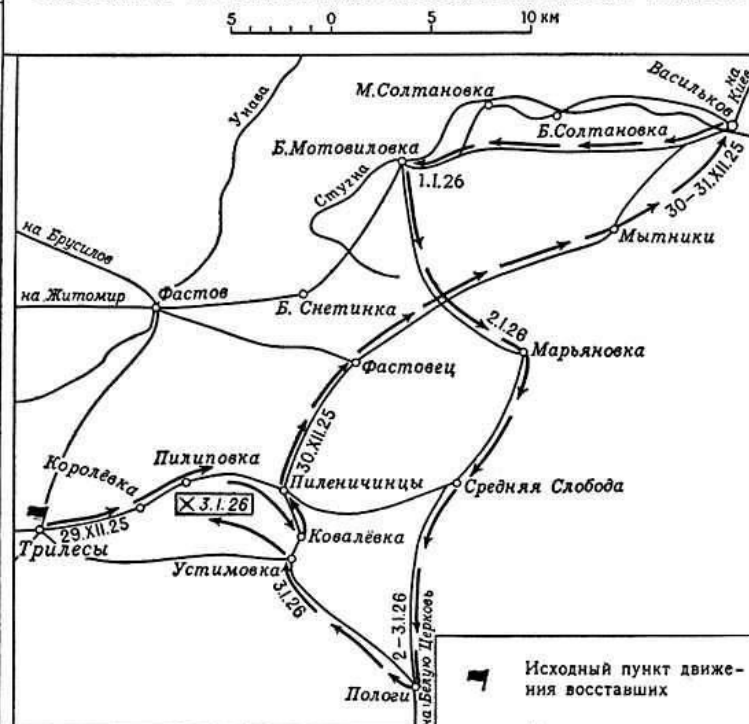 5 0 5 10 км
на Киев
Васильков
М.Солтановка
Б.Солтановка
Унава
Б.Мотовиловка
Стугна
1.I.26
30–31.XII.25
Мытники
на Брусилов
на Житомир
Фастов
Б. Снетинка
2.I.26
Марьяновка
Фастовец
30.XII.25
Королёвка
Пилиповка
Пиленичинцы
Средняя Слобода
3.I.26
29.XII.25
Трилесы
Ковалёвка
Устимовка
3.I.26
2–3.I.26
на Белую Церковь
Пологи
Исходный пункт движе-
ния восставших